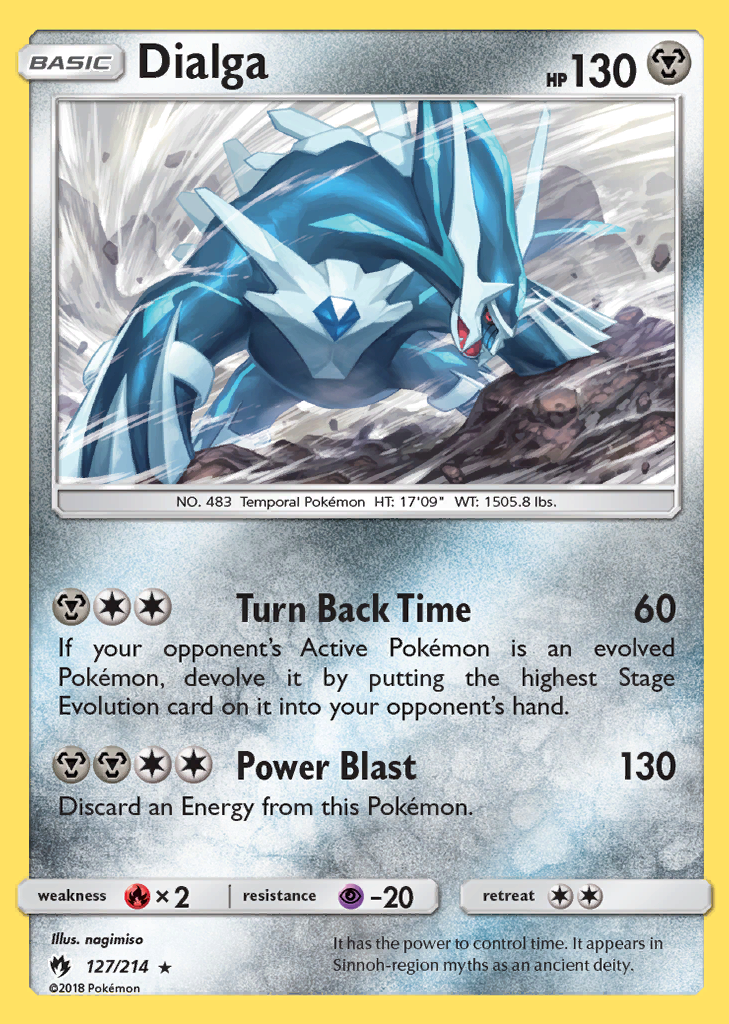 BASIC Dialga HP 130
NO. 483 Temporal Pokémon HT: 17'09" WT: 1505.8 lbs.
Turn Back Time 60
If your opponent's Active Pokémon is an evolved
Pokémon, devolve it by putting the highest Stage
Evolution card on it into your opponent's hand.
Power Blast 130
Discard an Energy from this Pokémon.
weakness ×2 resistance -20 retreat
Illus. nagimiso
127/214 ★
©2018 Pokémon
It has the power to control time. It appears in
Sinnoh-region myths as an ancient deity.